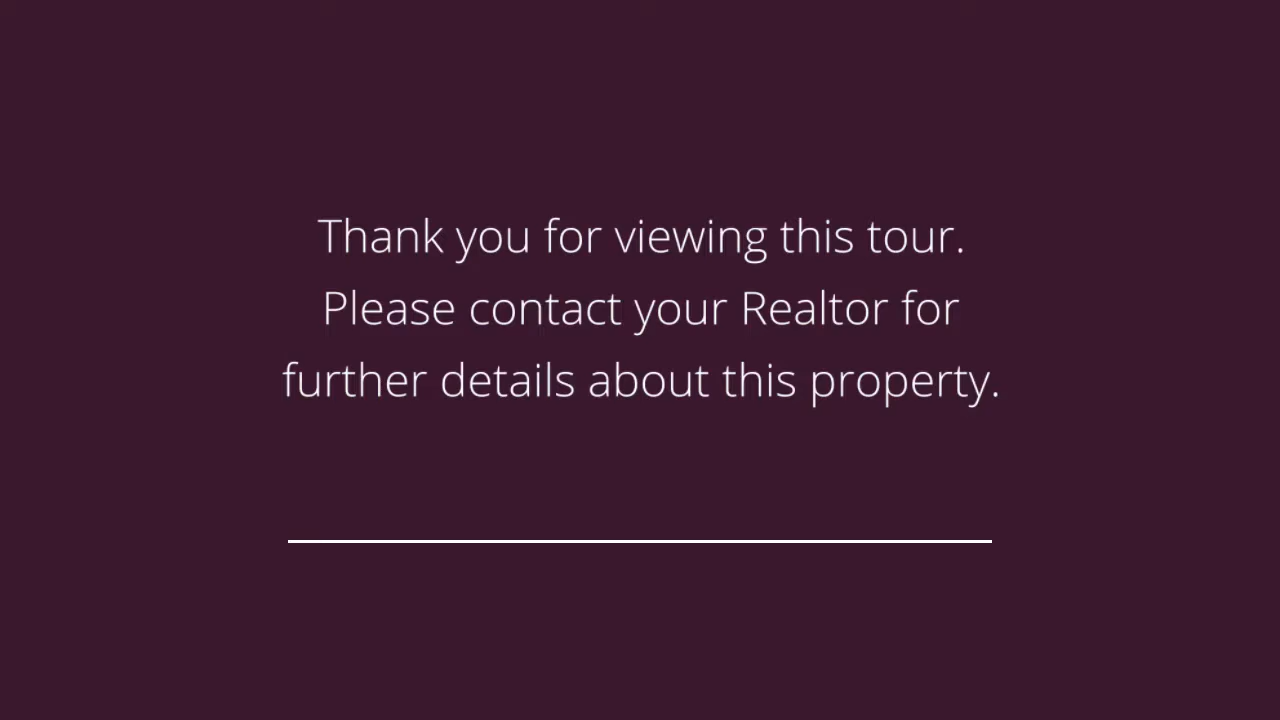 Thank you for viewing this tour.
Please contact your Realtor for
further details about this property.